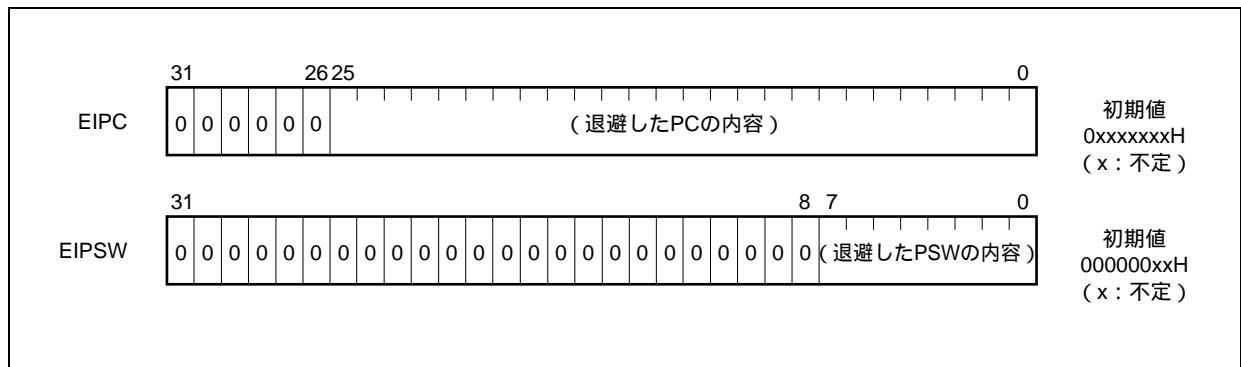 31 26 25 0
EIPC 0 0 0 0 0 0 (退避したPCの内容) 初期値
0xxxxxxxH
(x:不定)
31 8 7 0
EIPSW 0 0 0 0 0 0 0 0 0 0 0 0 0 0 0 0 0 0 0 0 0 0 0 0 (退避したPSWの内容) 初期値
000000xxH
(x:不定)